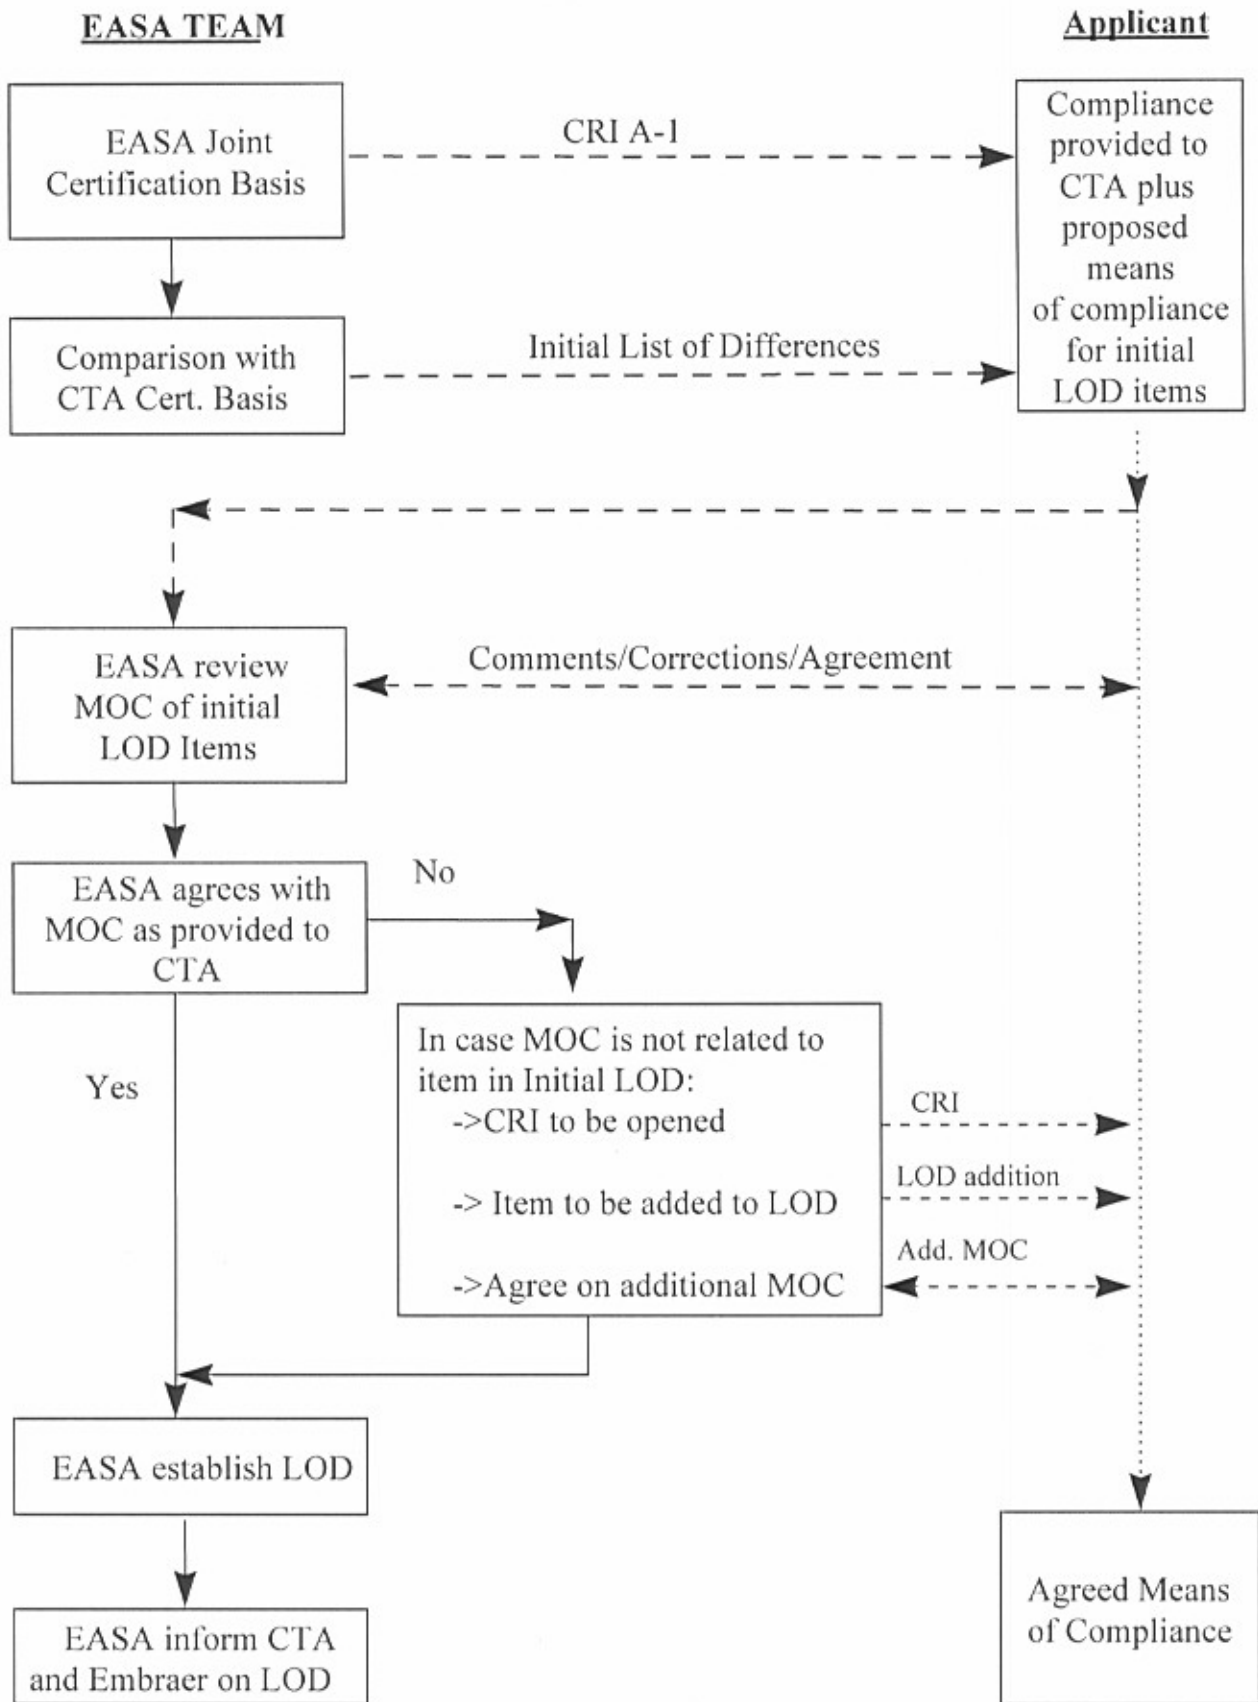 EASA TEAM
Applicant
EASA Joint
Certification Basis
CRI A-1
Compliance
provided to
CTA plus
proposed
means
of compliance
for initial
LOD items
Comparison with
CTA Cert. Basis
Initial List of Differences
EASA review
MOC of initial
LOD Items
Comments/Corrections/Agreement
EASA agrees with
MOC as provided to
CTA
No
Yes
In case MOC is not related to
item in Initial LOD:
->CRI to be opened
-> Item to be added to LOD
->Agree on additional MOC
CRI
LOD addition
Add. MOC
EASA establish LOD
EASA inform CTA
and Embraer on LOD
Agreed Means
of Compliance